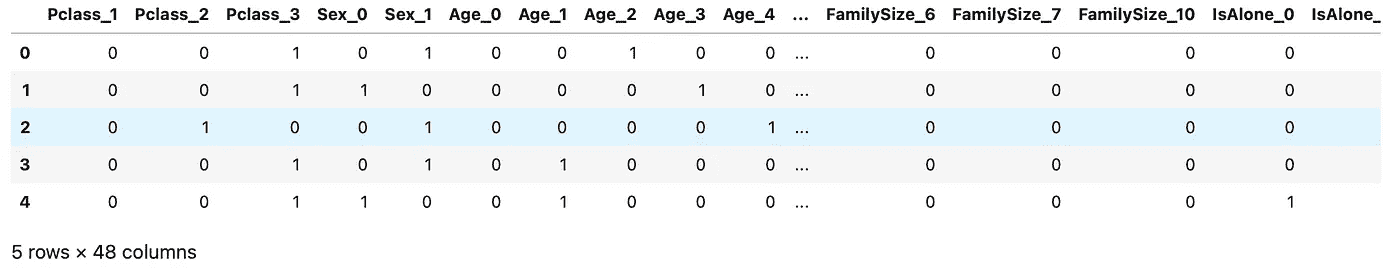 Pclass_1 Pclass_2 Pclass_3 Sex_0 Sex_1 Age_0 Age_1 Age_2 Age_3 Age_4 ... FamilySize_6 FamilySize_7 FamilySize_10 IsAlone_0 IsAlone_
0 0 0 1 0 1 0 0 1 0 0 ... 0 0 0 0
1 0 0 1 1 0 0 0 0 1 0 ... 0 0 0 0
2 0 1 0 0 1 0 0 0 0 1 ... 0 0 0 0
3 0 0 1 0 1 0 1 0 0 0 ... 0 0 0 0
4 0 0 1 1 0 0 1 0 0 0 ... 0 0 0 1
5 rows × 48 columns